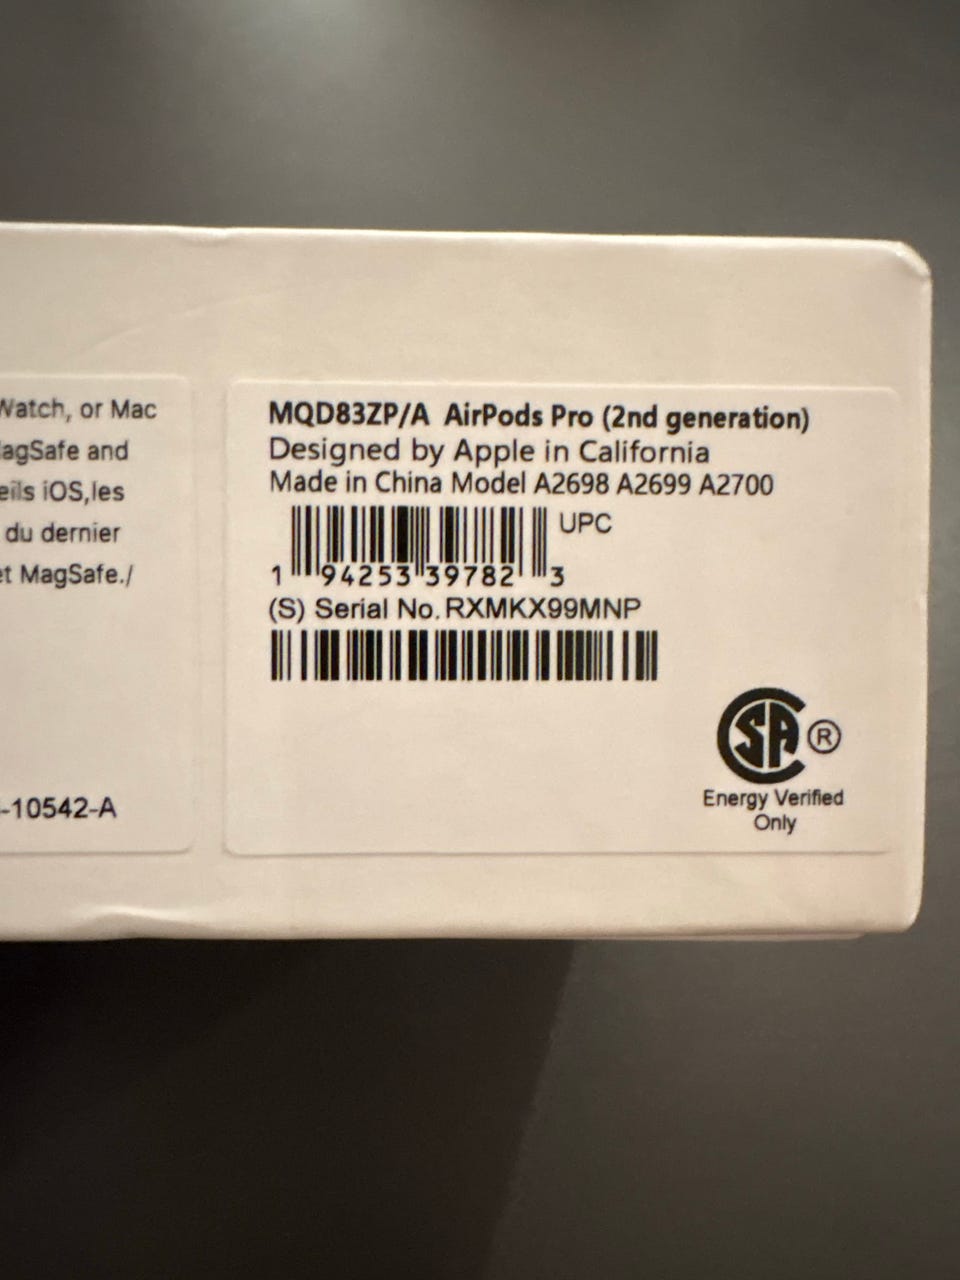 Watch, or Mac
agSafe and
eils iOS,les
du dernier
et MagSafe./
-10542-A
MQD83ZP/A AirPods Pro (2nd generation)
Designed by Apple in California
Made in China Model A2698 A2699 A2700
UPC
1 94253 39782 3
(S) Serial No. RXMKX99MNP
SA ®
Energy Verified
Only